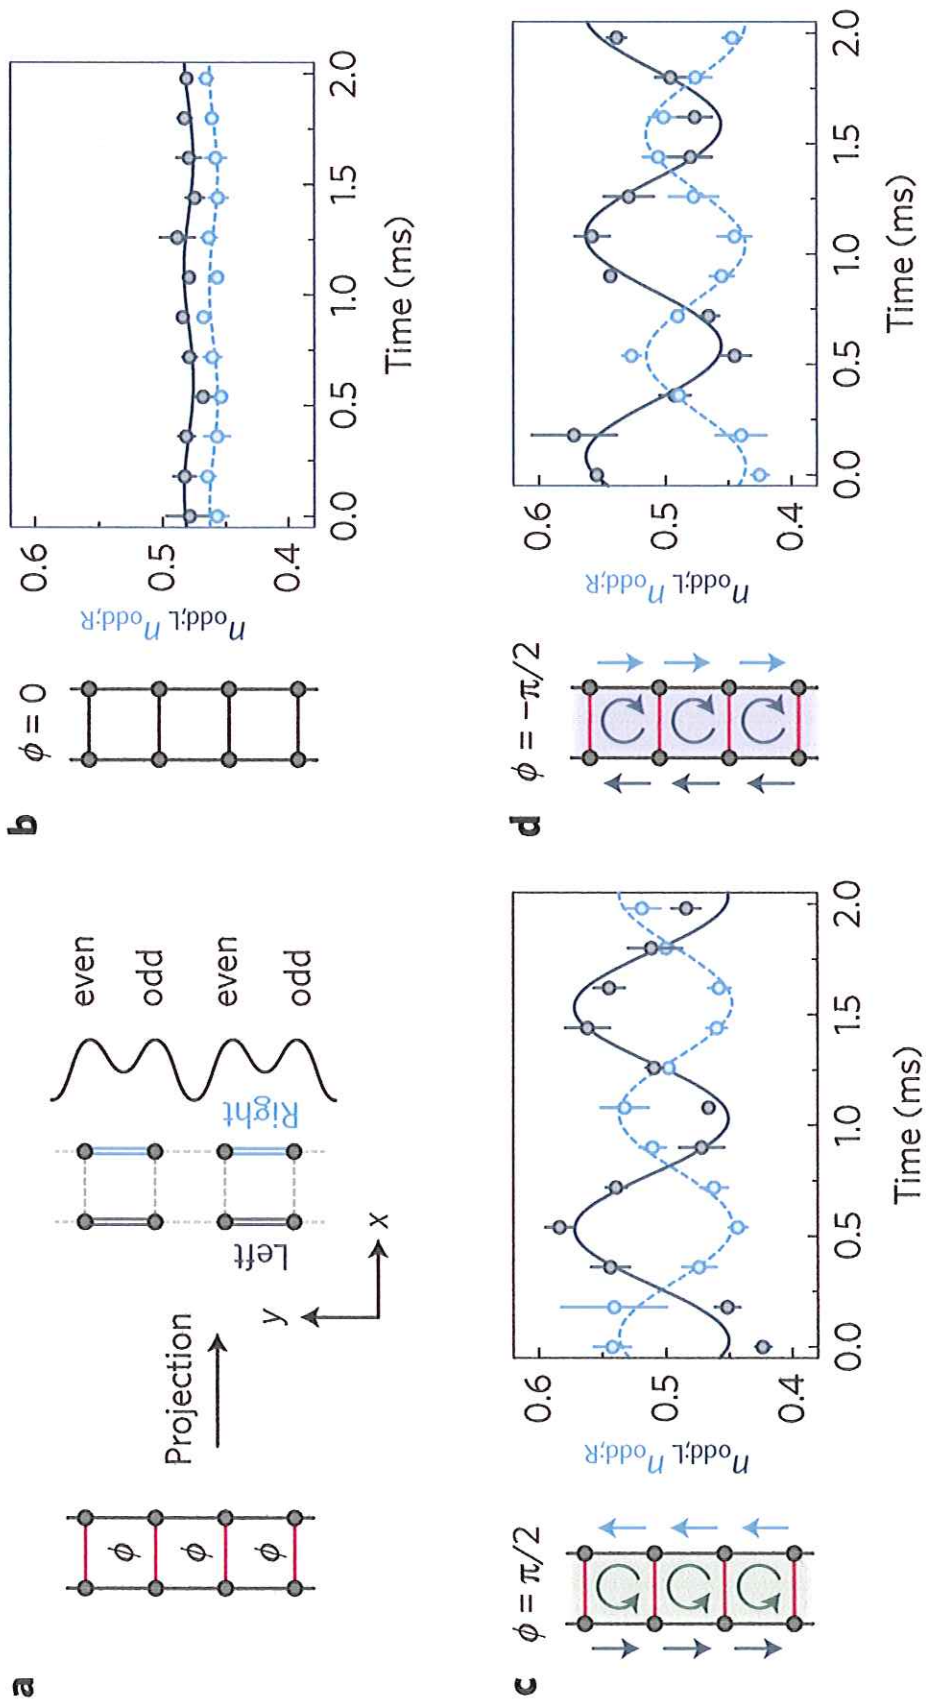 a
ϕ
ϕ
ϕ
Projection
y
x
Left
Right
even
odd
even
odd
b
ϕ = 0
n_odd;L n_odd;R
0.6
0.5
0.4
0.0 0.5 1.0 1.5 2.0
Time (ms)
c
ϕ = π/2
n_odd;L n_odd;R
0.6
0.5
0.4
0.0 0.5 1.0 1.5 2.0
Time (ms)
d
ϕ = −π/2
n_odd;L n_odd;R
0.6
0.5
0.4
0.0 0.5 1.0 1.5 2.0
Time (ms)